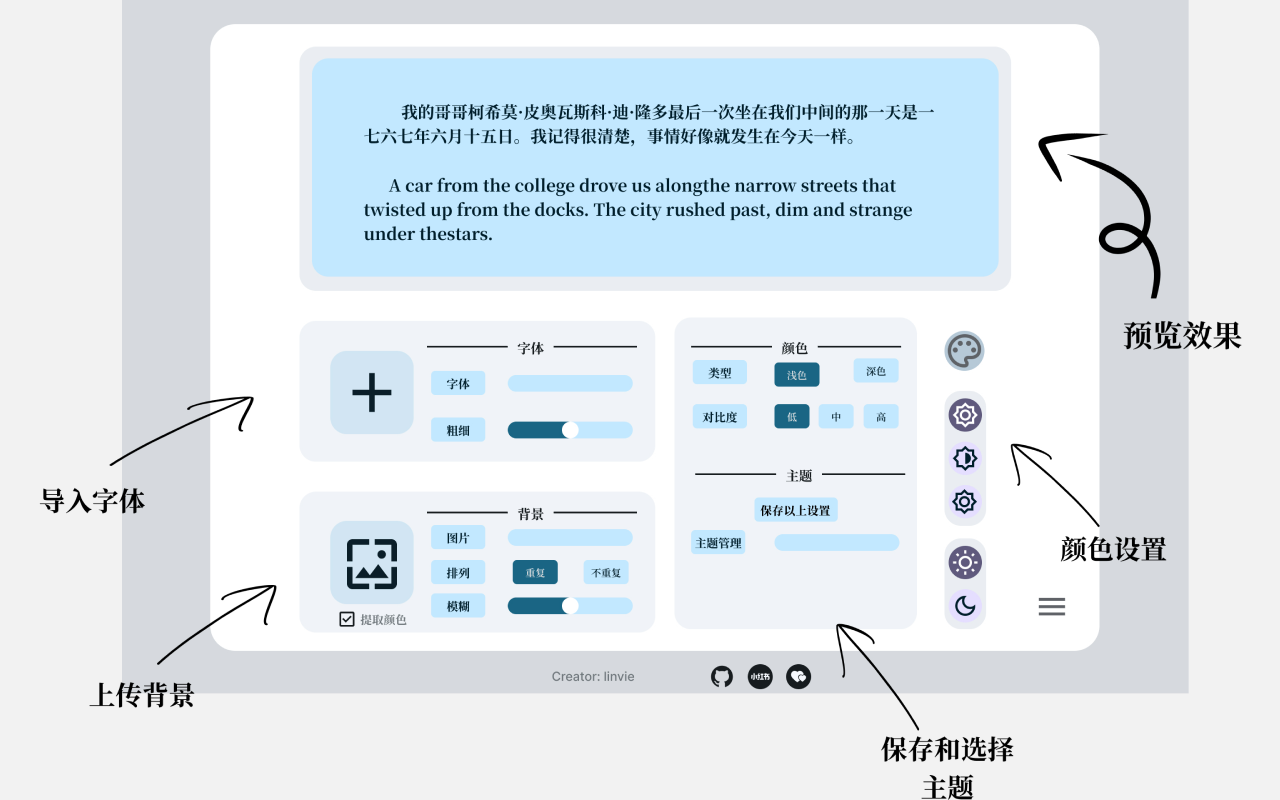 我的哥哥柯希莫·皮奥瓦斯科·迪·隆多最后一次坐在我们中间的那一天是一
七六七年六月十五日。我记得很清楚，事情好像就发生在今天一样。
A car from the college drove us alongthe narrow streets that
twisted up from the docks. The city rushed past, dim and strange
under thestars.
预览效果
字体
字体
粗细
导入字体
背景
图片
排列
重复
不重复
模糊
提取颜色
上传背景
颜色
类型
浅色
深色
对比度
低
中
高
主题
保存以上设置
主题管理
颜色设置
Creator: linvie
小红书
保存和选择
主题